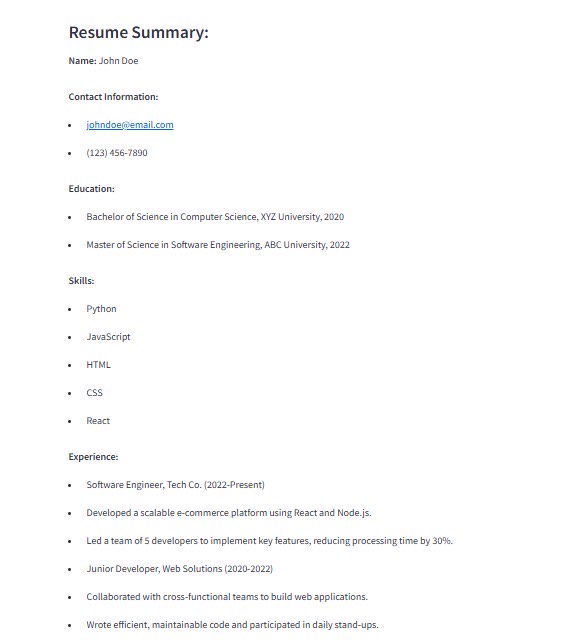 Resume Summary:
Name: John Doe
Contact Information:
• johndoe@email.com
• (123) 456-7890
Education:
• Bachelor of Science in Computer Science, XYZ University, 2020
• Master of Science in Software Engineering, ABC University, 2022
Skills:
• Python
• JavaScript
• HTML
• CSS
• React
Experience:
• Software Engineer, Tech Co. (2022-Present)
• Developed a scalable e-commerce platform using React and Node.js.
• Led a team of 5 developers to implement key features, reducing processing time by 30%.
• Junior Developer, Web Solutions (2020-2022)
• Collaborated with cross-functional teams to build web applications.
• Wrote efficient, maintainable code and participated in daily stand-ups.